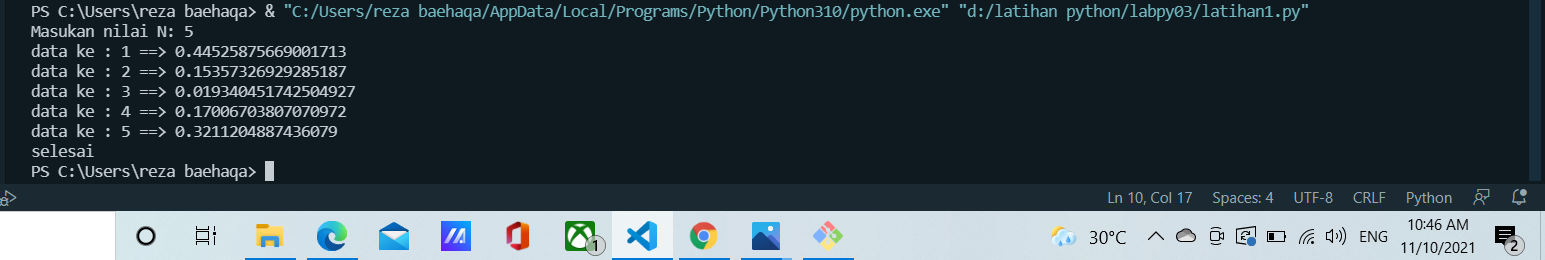 PS C:\Users\reza baehaqa> & "C:/Users/reza baehaqa/AppData/Local/Programs/Python/Python310/python.exe" "d:/latihan python/labpy03/latihan1.py"
Masukan nilai N: 5
data ke : 1 ==> 0.44525875669001713
data ke : 2 ==> 0.15357326929285187
data ke : 3 ==> 0.019340451742504927
data ke : 4 ==> 0.17006703807070972
data ke : 5 ==> 0.3211204887436079
selesai
PS C:\Users\reza baehaqa>
Ln 10, Col 17 Spaces: 4 UTF-8 CRLF Python
1 30°C ENG 10:46 AM
11/10/2021 2